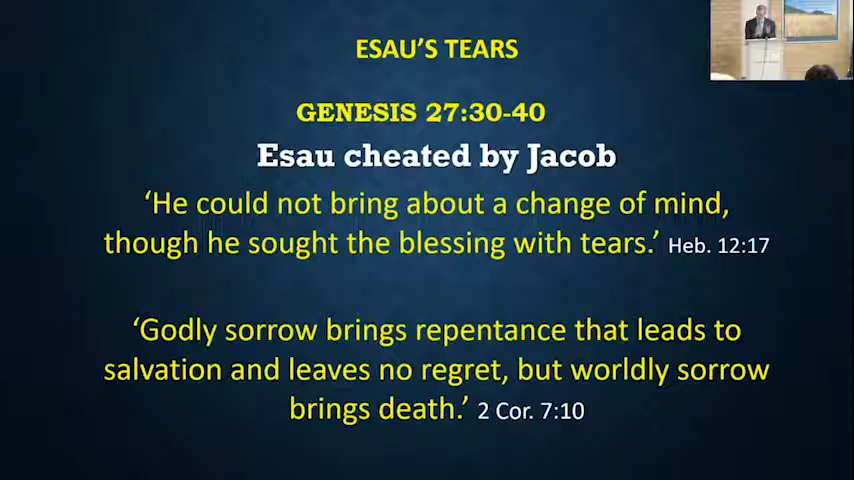 ESAU’S TEARS
GENESIS 27:30-40
Esau cheated by Jacob
‘He could not bring about a change of mind,
though he sought the blessing with tears.’ Heb. 12:17
‘Godly sorrow brings repentance that leads to
salvation and leaves no regret, but worldly sorrow
brings death.’ 2 Cor. 7:10